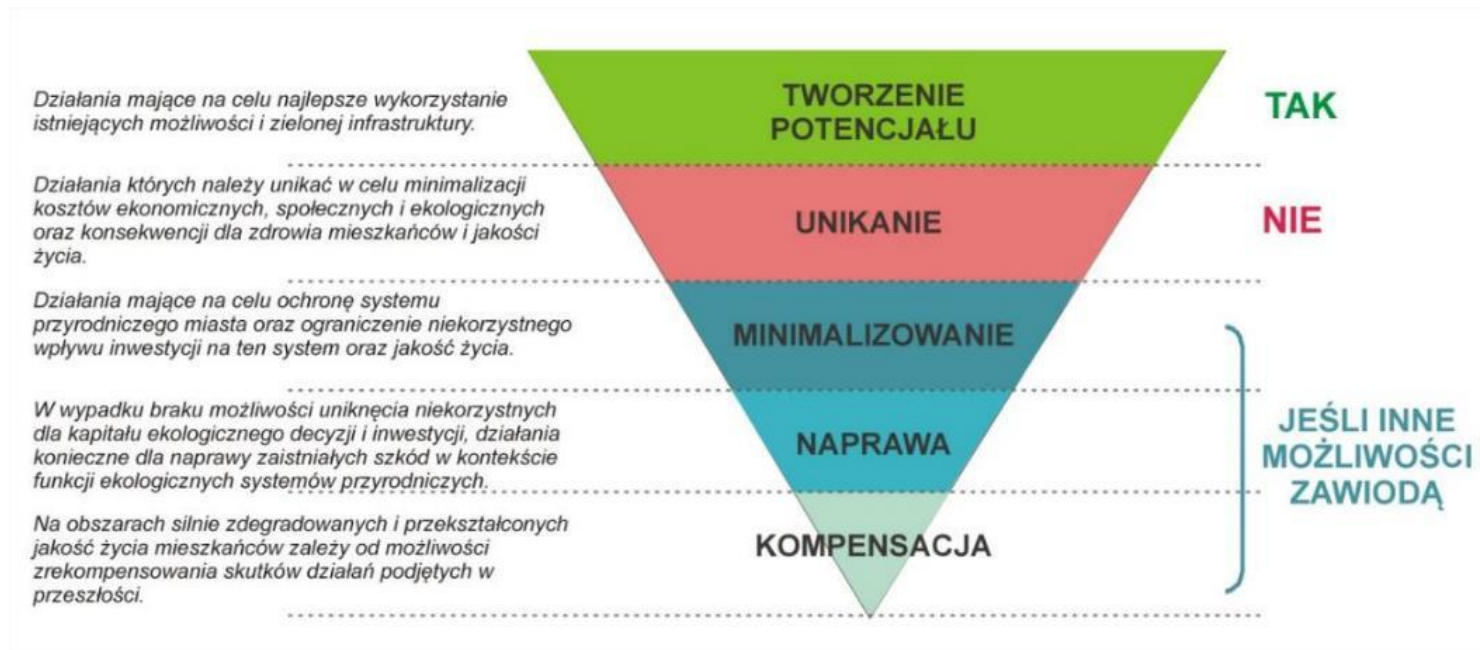 Działania mające na celu najlepsze wykorzystanie
istniejących możliwości i zielonej infrastruktury.
TWORZENIE
POTENCJAŁU
TAK
Działania których należy unikać w celu minimalizacji
kosztów ekonomicznych, społecznych i ekologicznych
oraz konsekwencji dla zdrowia mieszkańców i jakości
życia.
UNIKANIE
NIE
Działania mające na celu ochronę systemu
przyrodniczego miasta oraz ograniczenie niekorzystnego
wpływu inwestycji na ten system oraz jakość życia.
MINIMALIZOWANIE
W wypadku braku możliwości uniknięcia niekorzystnych
dla kapitału ekologicznego decyzji i inwestycji, działania
konieczne dla naprawy zaistniałych szkód w kontekście
funkcji ekologicznych systemów przyrodniczych.
NAPRAWA
Na obszarach silnie zdegradowanych i przekształconych
jakość życia mieszkańców zależy od możliwości
zrekompensowania skutków działań podjętych w
przeszłości.
KOMPENSACJA
JEŚLI INNE
MOŻLIWOŚCI
ZAWIODĄ